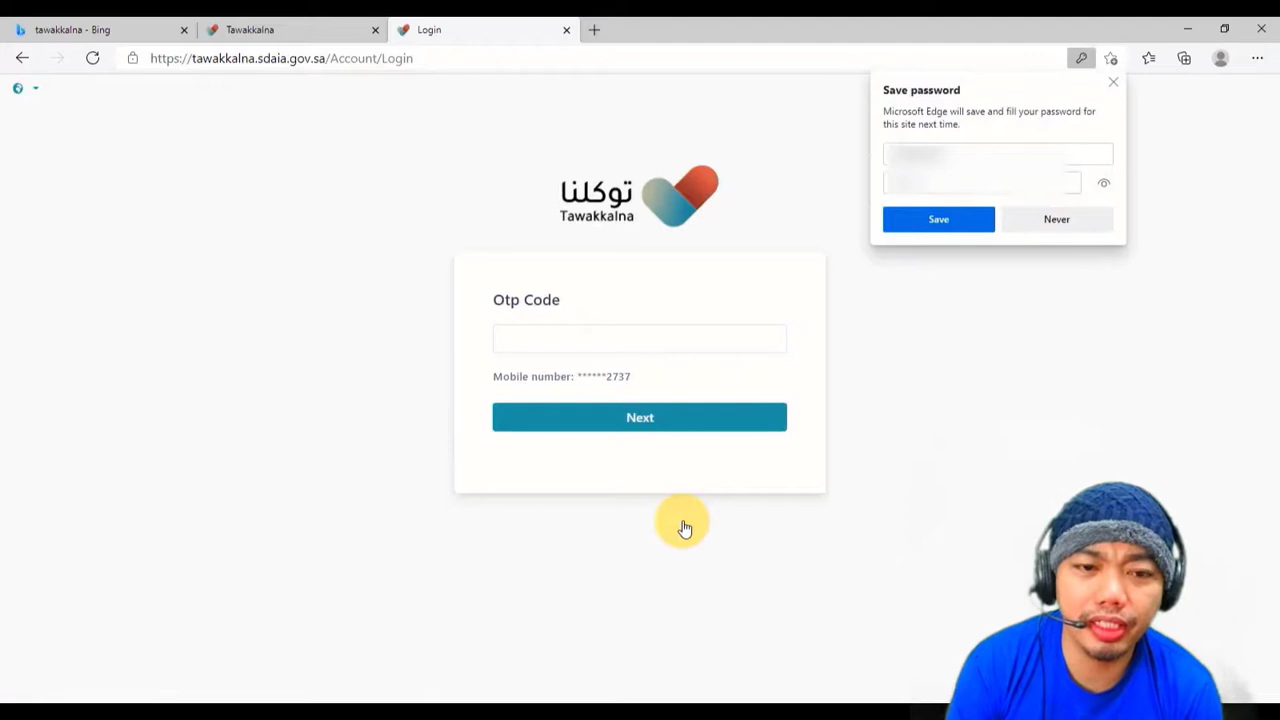 tawakkalna - Bing
Tawakkalna
Login
https://tawakkalna.sdaia.gov.sa/Account/Login
Save password
Microsoft Edge will save and fill your password for
this site next time.
Save
Never
توكلنا
Tawakkalna
Otp Code
Mobile number: ******2737
Next